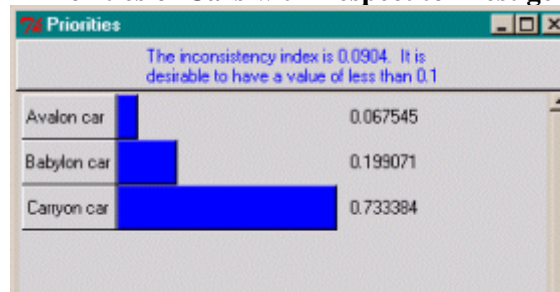 Priorities
The inconsistency index is 0.0904. It is
desirable to have a value of less than 0.1
Avalon car 0.067545
Babylon car 0.199071
Carryon car 0.733384